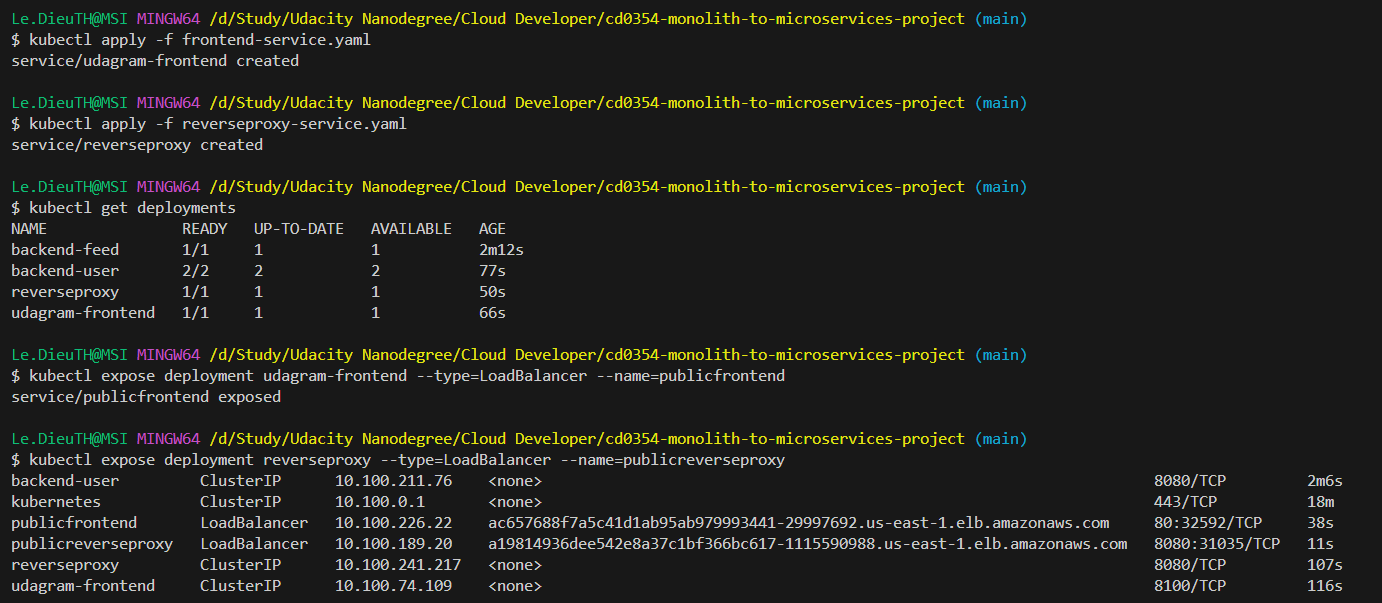 Le.DieuTH@MSI MINGW64 /d/Study/Udacity Nanodegree/Cloud Developer/cd0354-monolith-to-microservices-project (main)
$ kubectl apply -f frontend-service.yaml
service/udagram-frontend created
Le.DieuTH@MSI MINGW64 /d/Study/Udacity Nanodegree/Cloud Developer/cd0354-monolith-to-microservices-project (main)
$ kubectl apply -f reverseproxy-service.yaml
service/reverseproxy created
Le.DieuTH@MSI MINGW64 /d/Study/Udacity Nanodegree/Cloud Developer/cd0354-monolith-to-microservices-project (main)
$ kubectl get deployments
NAME READY UP-TO-DATE AVAILABLE AGE
backend-feed 1/1 1 1 2m12s
backend-user 2/2 2 2 77s
reverseproxy 1/1 1 1 50s
udagram-frontend 1/1 1 1 66s
Le.DieuTH@MSI MINGW64 /d/Study/Udacity Nanodegree/Cloud Developer/cd0354-monolith-to-microservices-project (main)
$ kubectl expose deployment udagram-frontend --type=LoadBalancer --name=publicfrontend
service/publicfrontend exposed
Le.DieuTH@MSI MINGW64 /d/Study/Udacity Nanodegree/Cloud Developer/cd0354-monolith-to-microservices-project (main)
$ kubectl expose deployment reverseproxy --type=LoadBalancer --name=publicreverseproxy
backend-user ClusterIP 10.100.211.76 <none> 8080/TCP 2m6s
kubernetes ClusterIP 10.100.0.1 <none> 443/TCP 18m
publicfrontend LoadBalancer 10.100.226.22 ac657688f7a5c41d1ab95ab979993441-29997692.us-east-1.elb.amazonaws.com 80:32592/TCP 38s
publicreverseproxy LoadBalancer 10.100.189.20 a19814936dee542e8a37c1bf366bc617-1115590988.us-east-1.elb.amazonaws.com 8080:31035/TCP 11s
reverseproxy ClusterIP 10.100.241.217 <none> 8080/TCP 107s
udagram-frontend ClusterIP 10.100.74.109 <none> 8100/TCP 116s